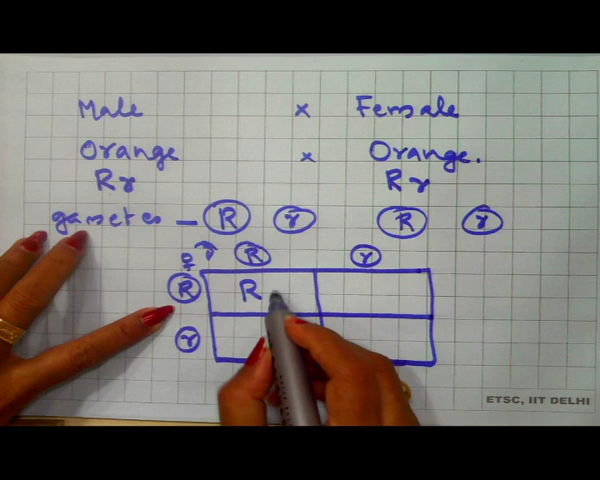 Male x Female
Orange x Orange.
Rr Rr
gametes – R r R r
♀ R r
R R
r
ETSC, IIT DELHI